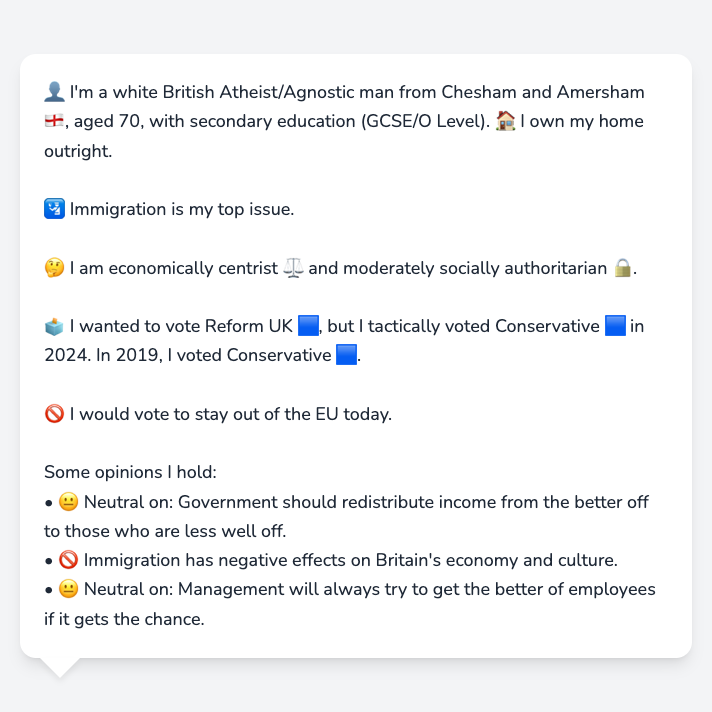 👤 I'm a white British Atheist/Agnostic man from Chesham and Amersham
🏴󠁧󠁢󠁥󠁮󠁧󠁿, aged 70, with secondary education (GCSE/O Level). 🏠 I own my home
outright.
🛂 Immigration is my top issue.
🤔 I am economically centrist ⚖️ and moderately socially authoritarian 🔒.
🗳️ I wanted to vote Reform UK 🟦, but I tactically voted Conservative 🟦 in
2024. In 2019, I voted Conservative 🟦.
🚫 I would vote to stay out of the EU today.
Some opinions I hold:
• 😐 Neutral on: Government should redistribute income from the better off
to those who are less well off.
• 🚫 Immigration has negative effects on Britain's economy and culture.
• 😐 Neutral on: Management will always try to get the better of employees
if it gets the chance.